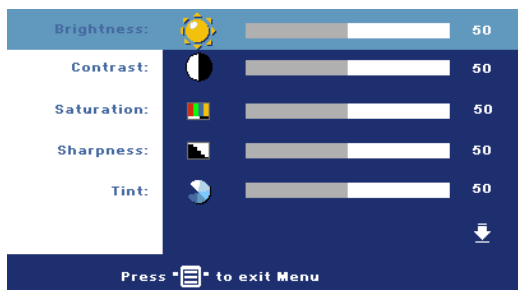 Brightness: 50
Contrast: 50
Saturation: 50
Sharpness: 50
Tint: 50
Press "" to exit Menu